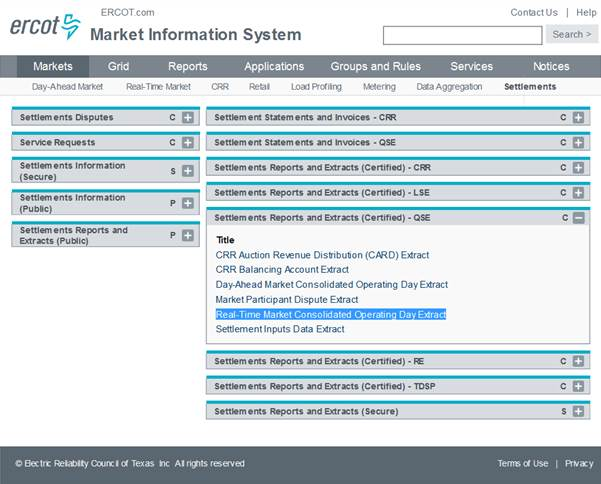 ercot
ERCOT.com
Market Information System
Contact Us | Help
Search >
Markets Grid Reports Applications Groups and Rules Services Notices
Day-Ahead Market Real-Time Market CRR Retail Load Profiling Metering Data Aggregation Settlements
Settlements Disputes C
Service Requests C
Settlements Information
(Secure) S
Settlements Information
(Public) P
Settlements Reports and
Extracts (Public) P
Settlement Statements and Invoices - CRR C
Settlement Statements and Invoices - QSE C
Settlements Reports and Extracts (Certified) - CRR C
Settlements Reports and Extracts (Certified) - LSE C
Settlements Reports and Extracts (Certified) - QSE C
Title
CRR Auction Revenue Distribution (CARD) Extract
CRR Balancing Account Extract
Day-Ahead Market Consolidated Operating Day Extract
Market Participant Dispute Extract
Real-Time Market Consolidated Operating Day Extract
Settlement Inputs Data Extract
Settlements Reports and Extracts (Certified) - RE C
Settlements Reports and Extracts (Certified) - TDSP C
Settlements Reports and Extracts (Secure) S
© Electric Reliability Council of Texas Inc All rights reserved
Terms of Use | Privacy